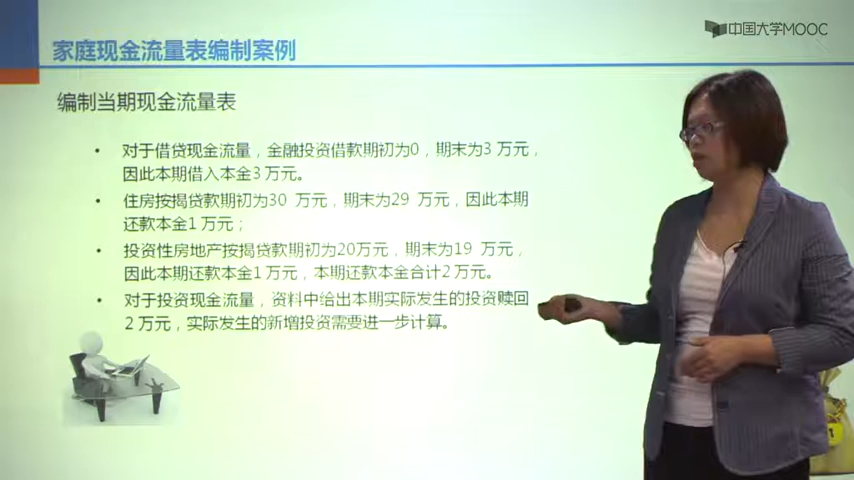 中国大学MOOC
家庭现金流量表编制案例
编制当期现金流量表
• 对于借贷现金流量，金融投资借款期初为0，期末为3 万元，
因此本期借入本金3 万元。
• 住房按揭贷款期初为30 万元，期末为29 万元，因此本期
还款本金1 万元；
• 投资性房地产按揭贷款期初为20万元，期末为19 万元，
因此本期还款本金1 万元，本期还款本金合计2 万元。
• 对于投资现金流量，资料中给出本期实际发生的投资赎回
2 万元，实际发生的新增投资需要进一步计算。